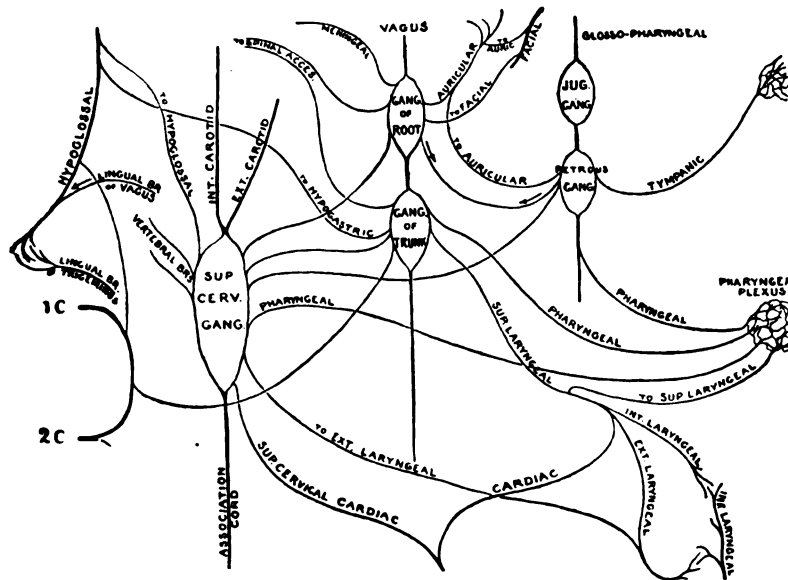 VAGUS
MENINGEAL
TO SPINAL ACCES.
AURICULAR
TO
AURIC
FACIAL
TO FACIAL
GLOSSO-PHARYNGEAL
JUG.
GANG
GANG
OF
ROOT
TO AURICULAR
PETROUS
GANG.
TYMPANIC
HYPOGLOSSAL
TO HYPOGLOSSAL
INT. CAROTID
EXT. CAROTID
TO HYPOGASTRIC
GANG.
OF
TRUNK
LINGUAL BR
OF VAGUS
VERTEBRAL BRS
LINGUAL BR.
TRIGEMINUS
SUP
CERV.
GANG
1C
2C
PHARYNGEAL
PHARYNGEAL
PHARYNGEAL
PHARYNGEA
PLEXUS
SUP. LARYNGEAL
TO SUP LARYNGEAL
INT. LARYNGEAL
EXT. LARYNGEAL
INF. LARYNGEAL
TO EXT. LARYNGEAL
CARDIAC
SUP. CERVICAL CARDIAC
ASSOCIATION
CORD